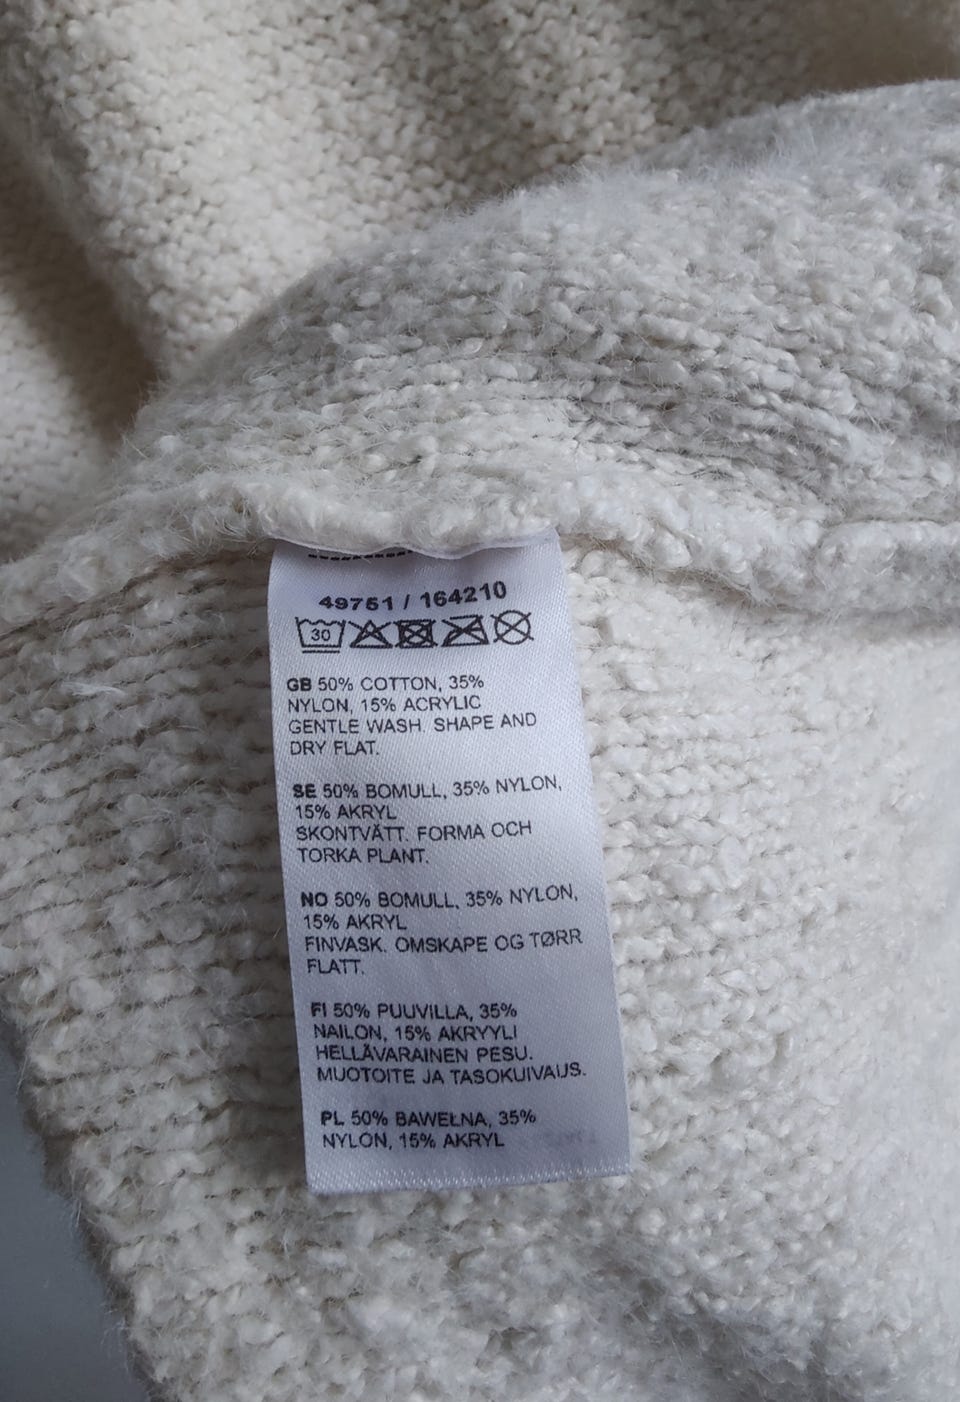 49751 / 164210
30
GB 50% COTTON, 35%
NYLON, 15% ACRYLIC
GENTLE WASH. SHAPE AND
DRY FLAT.
SE 50% BOMULL, 35% NYLON,
15% AKRYL
SKONTVÄTT. FORMA OCH
TORKA PLANT.
NO 50% BOMULL, 35% NYLON,
15% AKRYL
FINVASK. OMSKAPE OG TØRR
FLATT.
FI 50% PUUVILLA, 35%
NAILON, 15% AKRYYLI
HELLÄVARAINEN PESU.
MUOTOITE JA TASOKUIVAUS.
PL 50% BAWEŁNA, 35%
NYLON, 15% AKRYL